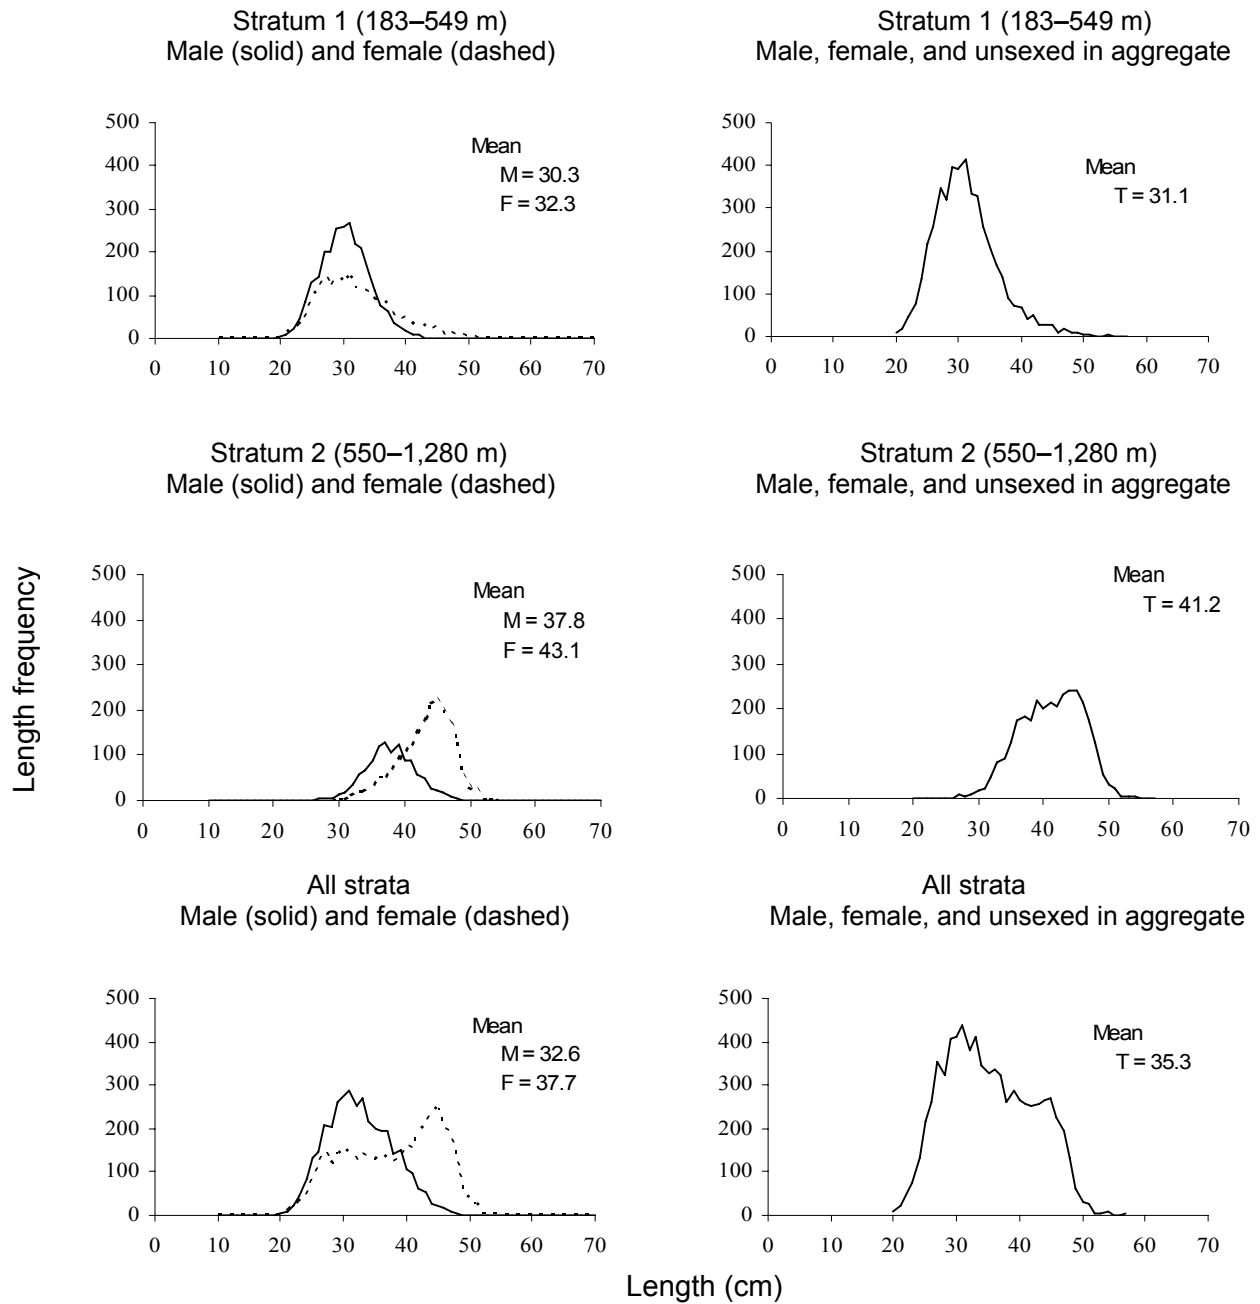 Stratum 1 (183–549 m)
Male (solid) and female (dashed)
500
400
300
200
100
0
0 10 20 30 40 50 60 70
Mean
M = 30.3
F = 32.3
Stratum 1 (183–549 m)
Male, female, and unsexed in aggregate
500
400
300
200
100
0
0 10 20 30 40 50 60 70
Mean
T = 31.1
Stratum 2 (550–1,280 m)
Male (solid) and female (dashed)
500
400
300
200
100
0
0 10 20 30 40 50 60 70
Mean
M = 37.8
F = 43.1
Stratum 2 (550–1,280 m)
Male, female, and unsexed in aggregate
500
400
300
200
100
0
0 10 20 30 40 50 60 70
Mean
T = 41.2
Length frequency
All strata
Male (solid) and female (dashed)
500
400
300
200
100
0
0 10 20 30 40 50 60 70
Mean
M = 32.6
F = 37.7
All strata
Male, female, and unsexed in aggregate
500
400
300
200
100
0
0 10 20 30 40 50 60 70
Mean
T = 35.3
Length (cm)